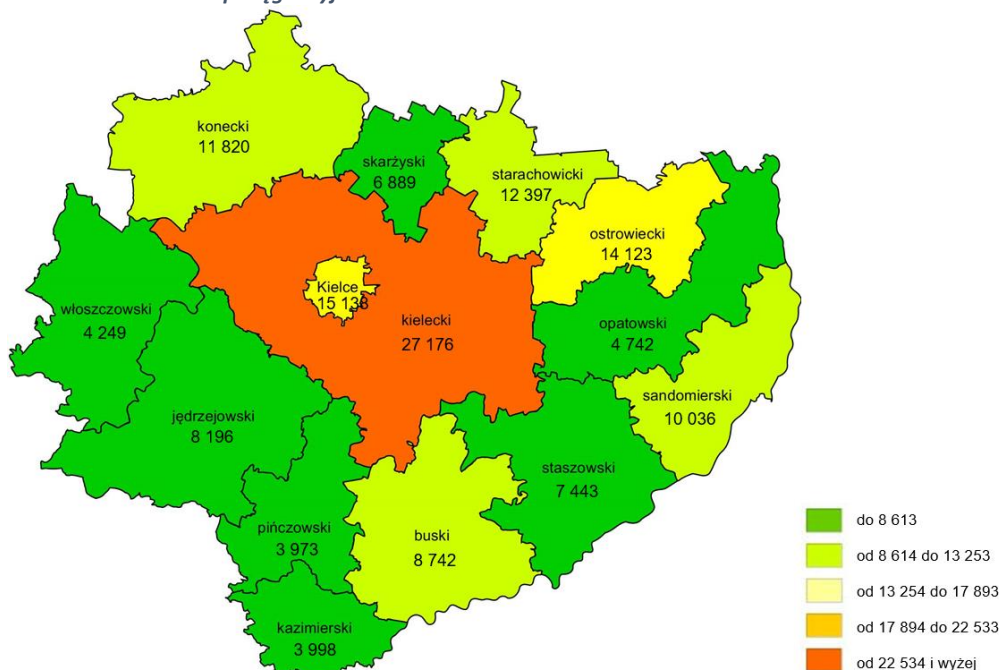 konecki
11 820
skarżyski
6 889
starachowicki
12 397
ostrowiecki
14 123
Kielce
15 138
włoszczowski
4 249
kielecki
27 176
opatowski
4 742
sandomierski
10 036
jędrzejowski
8 196
staszowski
7 443
pińczowski
3 973
buski
8 742
kazimierski
3 998
do 8 613
od 8 614 do 13 253
od 13 254 do 17 893
od 17 894 do 22 533
od 22 534 i wyżej